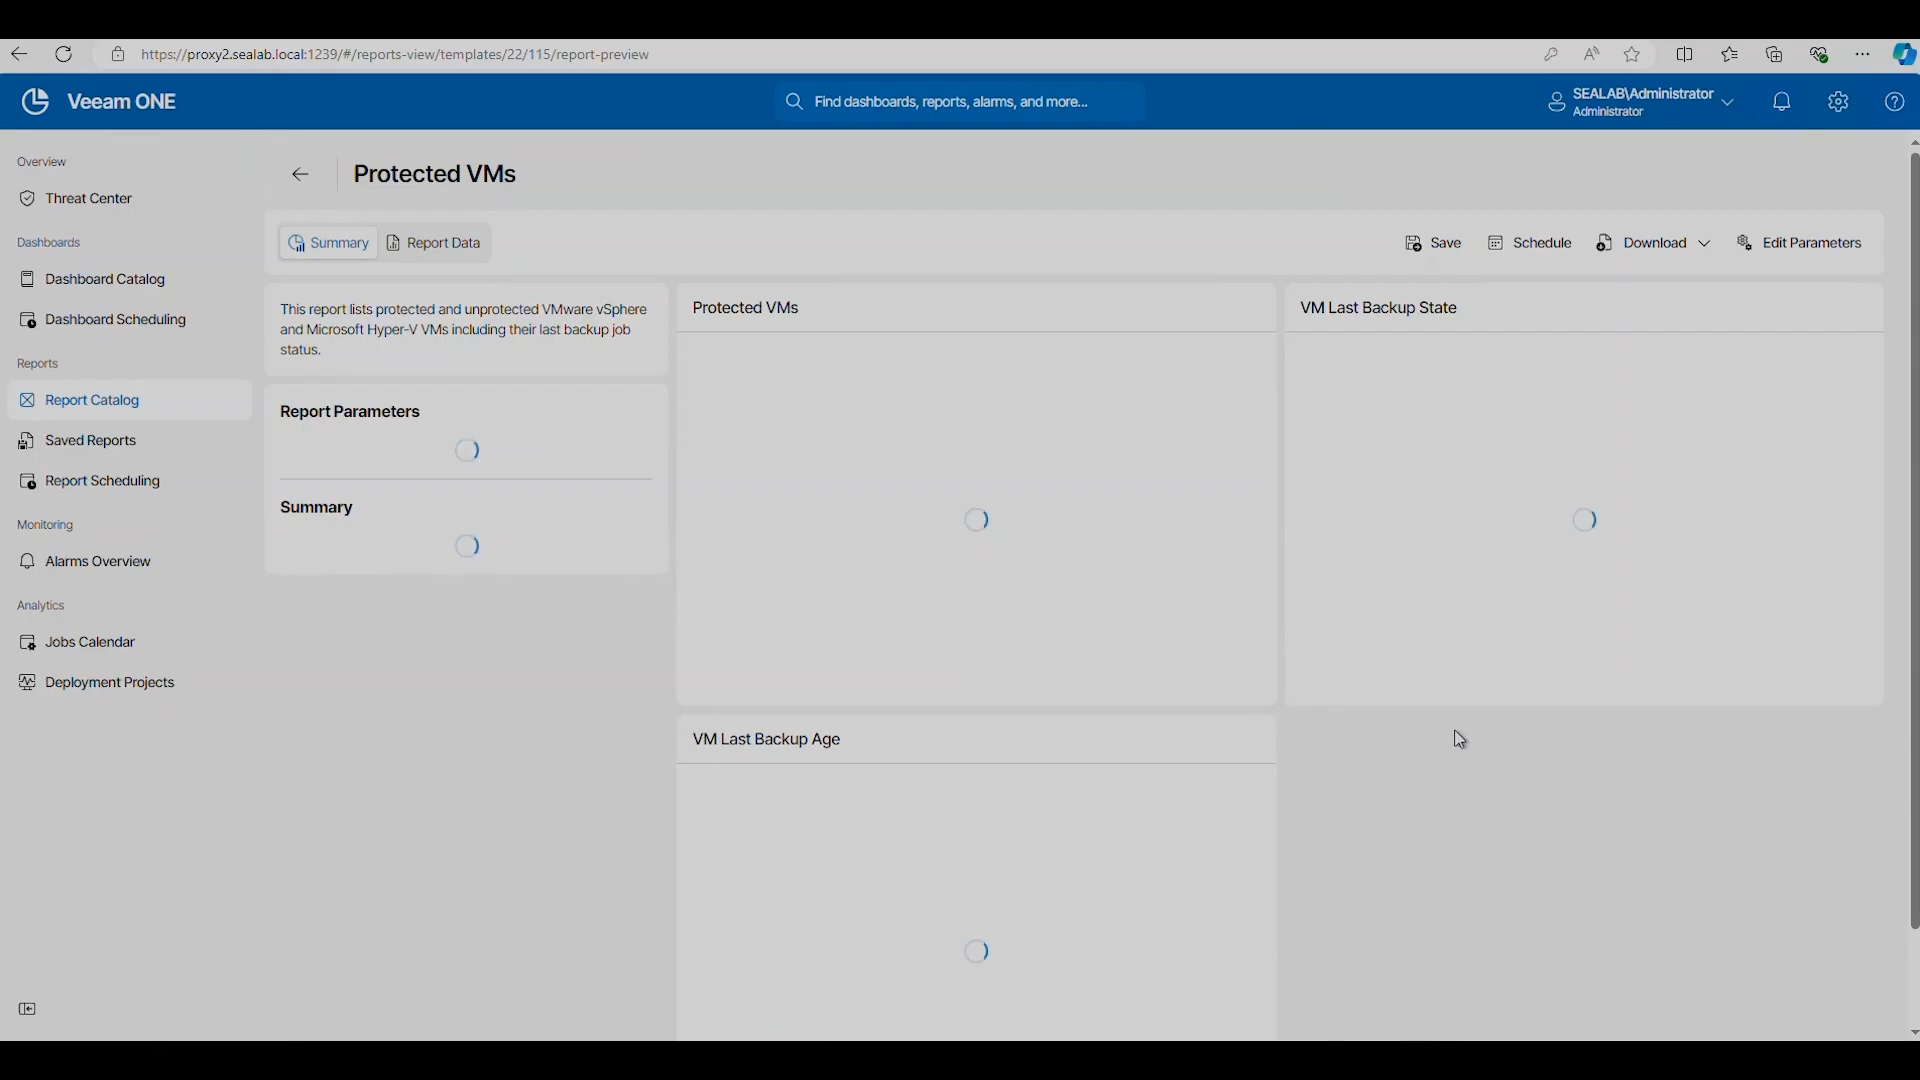 https://proxy2.sealab.local:1239/#/reports-view/templates/22/115/report-preview
Veeam ONE
Find dashboards, reports, alarms, and more...
SEALAB\Administrator
Administrator
Overview
Threat Center
Dashboards
Dashboard Catalog
Dashboard Scheduling
Reports
Report Catalog
Saved Reports
Report Scheduling
Monitoring
Alarms Overview
Analytics
Jobs Calendar
Deployment Projects
Protected VMs
Summary
Report Data
Save
Schedule
Download
Edit Parameters
This report lists protected and unprotected VMware vSphere
and Microsoft Hyper-V VMs including their last backup job
status.
Report Parameters
Summary
Protected VMs
VM Last Backup State
VM Last Backup Age